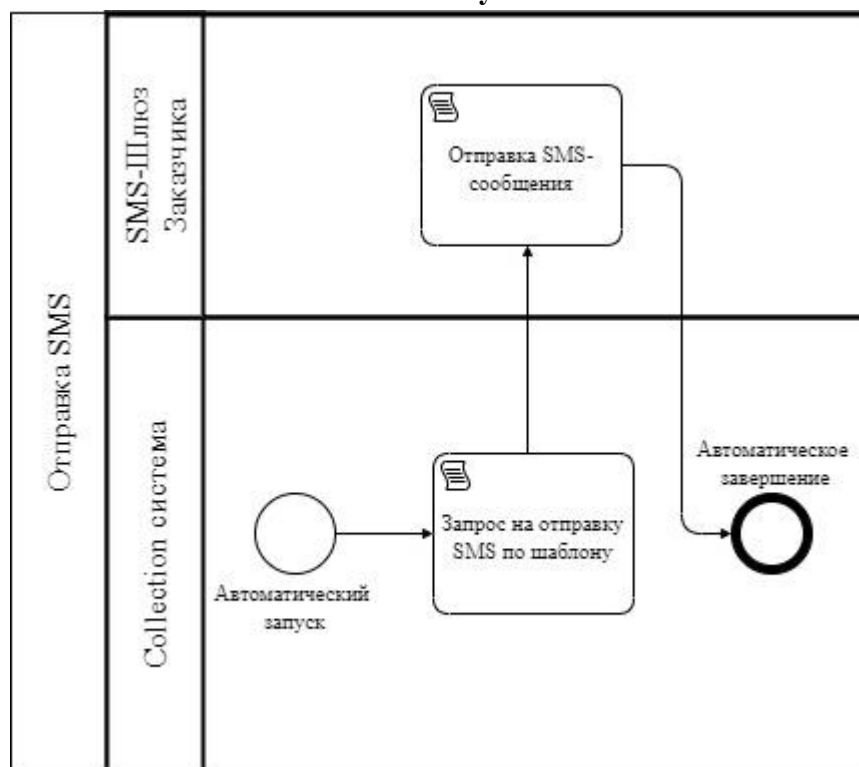 Отправка SMS
SMS-Шлюз
Заказчика
Отправка SMS-
сообщения
Collection система
Автоматический
запуск
Запрос на отправку
SMS по шаблону
Автоматическое
завершение